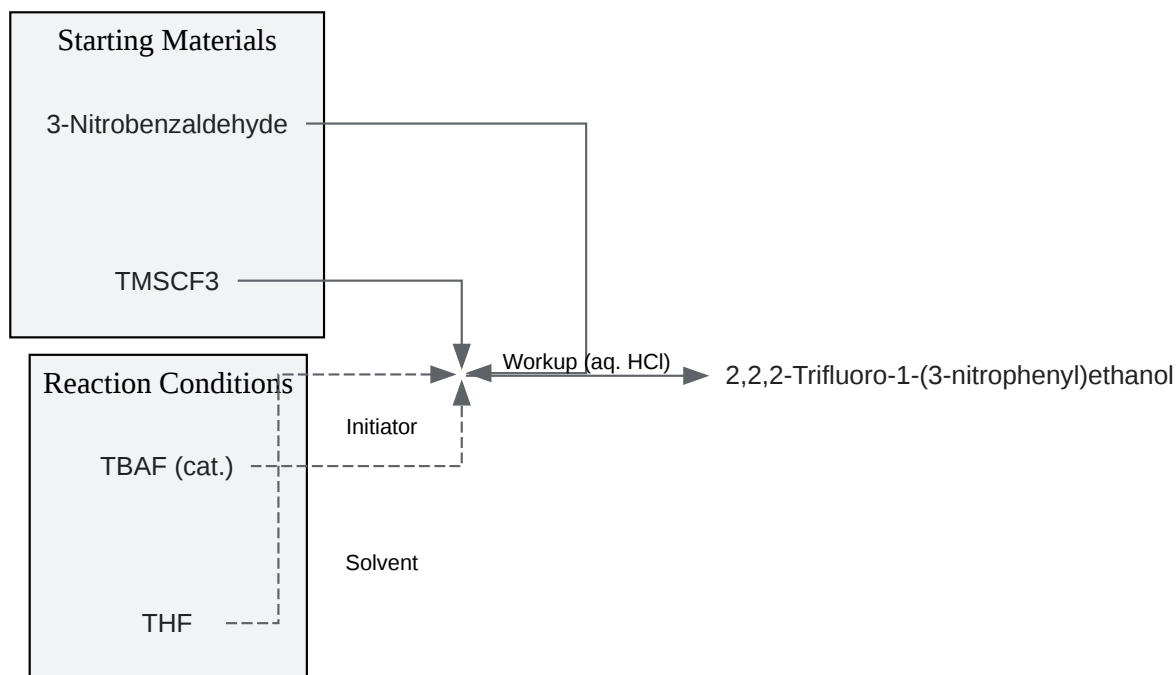 Starting Materials
3-Nitrobenzaldehyde
TMSCF3
Workup (aq. HCl)
2,2,2-Trifluoro-1-(3-nitrophenyl)ethanol
Reaction Conditions
Initiator
TBAF (cat.)
Solvent
THF